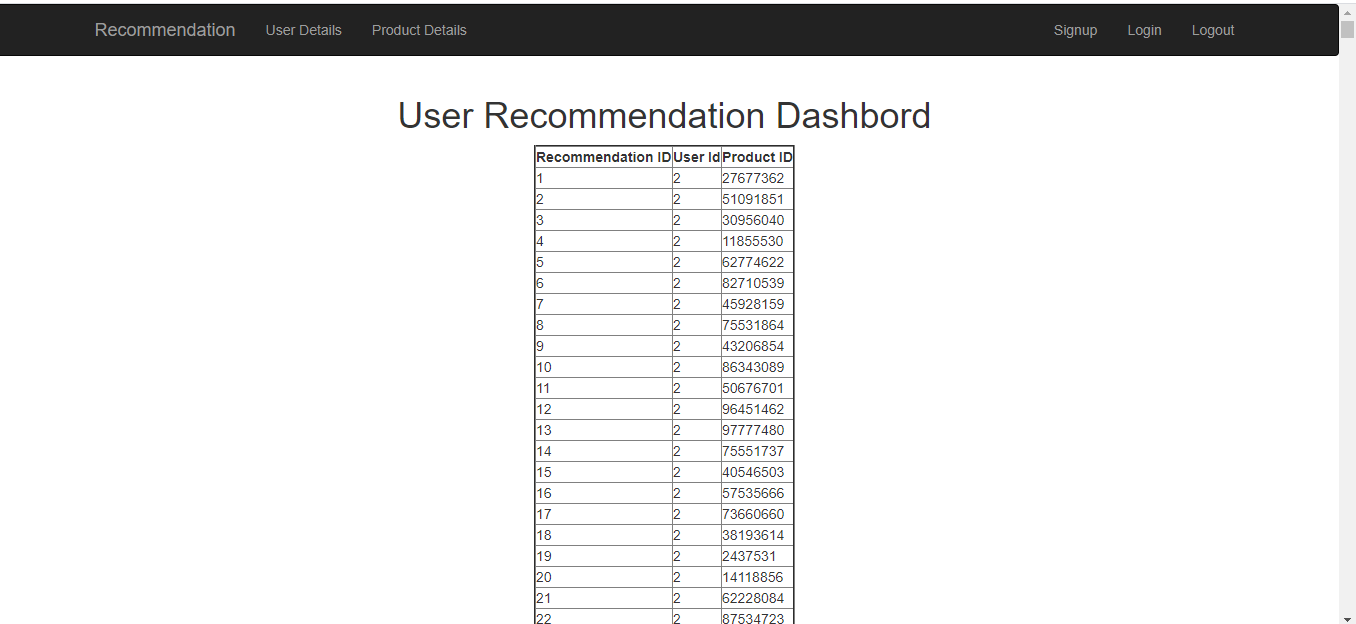 Recommendation User Details Product Details Signup Login Logout
User Recommendation Dashbord
Recommendation ID User Id Product ID
1 2 27677362
2 2 51091851
3 2 30956040
4 2 11855530
5 2 62774622
6 2 82710539
7 2 45928159
8 2 75531864
9 2 43206854
10 2 86343089
11 2 50676701
12 2 96451462
13 2 97777480
14 2 75551737
15 2 40546503
16 2 57535666
17 2 73660660
18 2 38193614
19 2 2437531
20 2 14118856
21 2 62228084
22 2 87534723